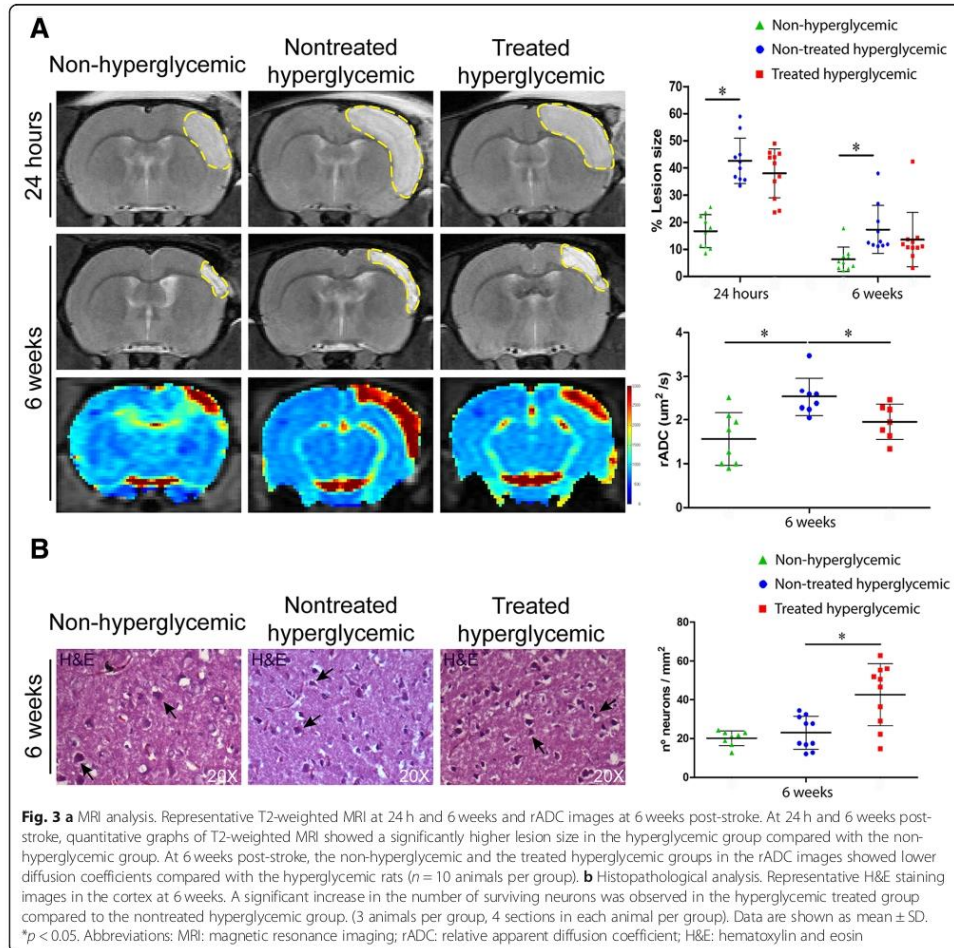 A
Non-hyperglycemic
Nontreated
hyperglycemic
Treated
hyperglycemic
24 hours
6 weeks
Non-hyperglycemic
Non-treated hyperglycemic
Treated hyperglycemic
% Lesion size
60
50
40
30
20
10
0
*
*
24 hours
6 weeks
rADC (um² /s)
4
3
2
1
0
*
*
6 weeks
B
Non-hyperglycemic
Nontreated
hyperglycemic
Treated
hyperglycemic
6 weeks
H&E
20X
H&E
20X
H&E
20X
Non-hyperglycemic
Non-treated hyperglycemic
Treated hyperglycemic
nº neurons / mm²
80
60
40
20
0
*
6 weeks
Fig. 3 a MRI analysis. Representative T2-weighted MRI at 24 h and 6 weeks and rADC images at 6 weeks post-stroke. At 24 h and 6 weeks post-
stroke, quantitative graphs of T2-weighted MRI showed a significantly higher lesion size in the hyperglycemic group compared with the non-
hyperglycemic group. At 6 weeks post-stroke, the non-hyperglycemic and the treated hyperglycemic groups in the rADC images showed lower
diffusion coefficients compared with the hyperglycemic rats (n = 10 animals per group). b Histopathological analysis. Representative H&E staining
images in the cortex at 6 weeks. A significant increase in the number of surviving neurons was observed in the hyperglycemic treated group
compared to the nontreated hyperglycemic group. (3 animals per group, 4 sections in each animal per group). Data are shown as mean ± SD.
*p < 0.05. Abbreviations: MRI: magnetic resonance imaging; rADC: relative apparent diffusion coefficient; H&E: hematoxylin and eosin